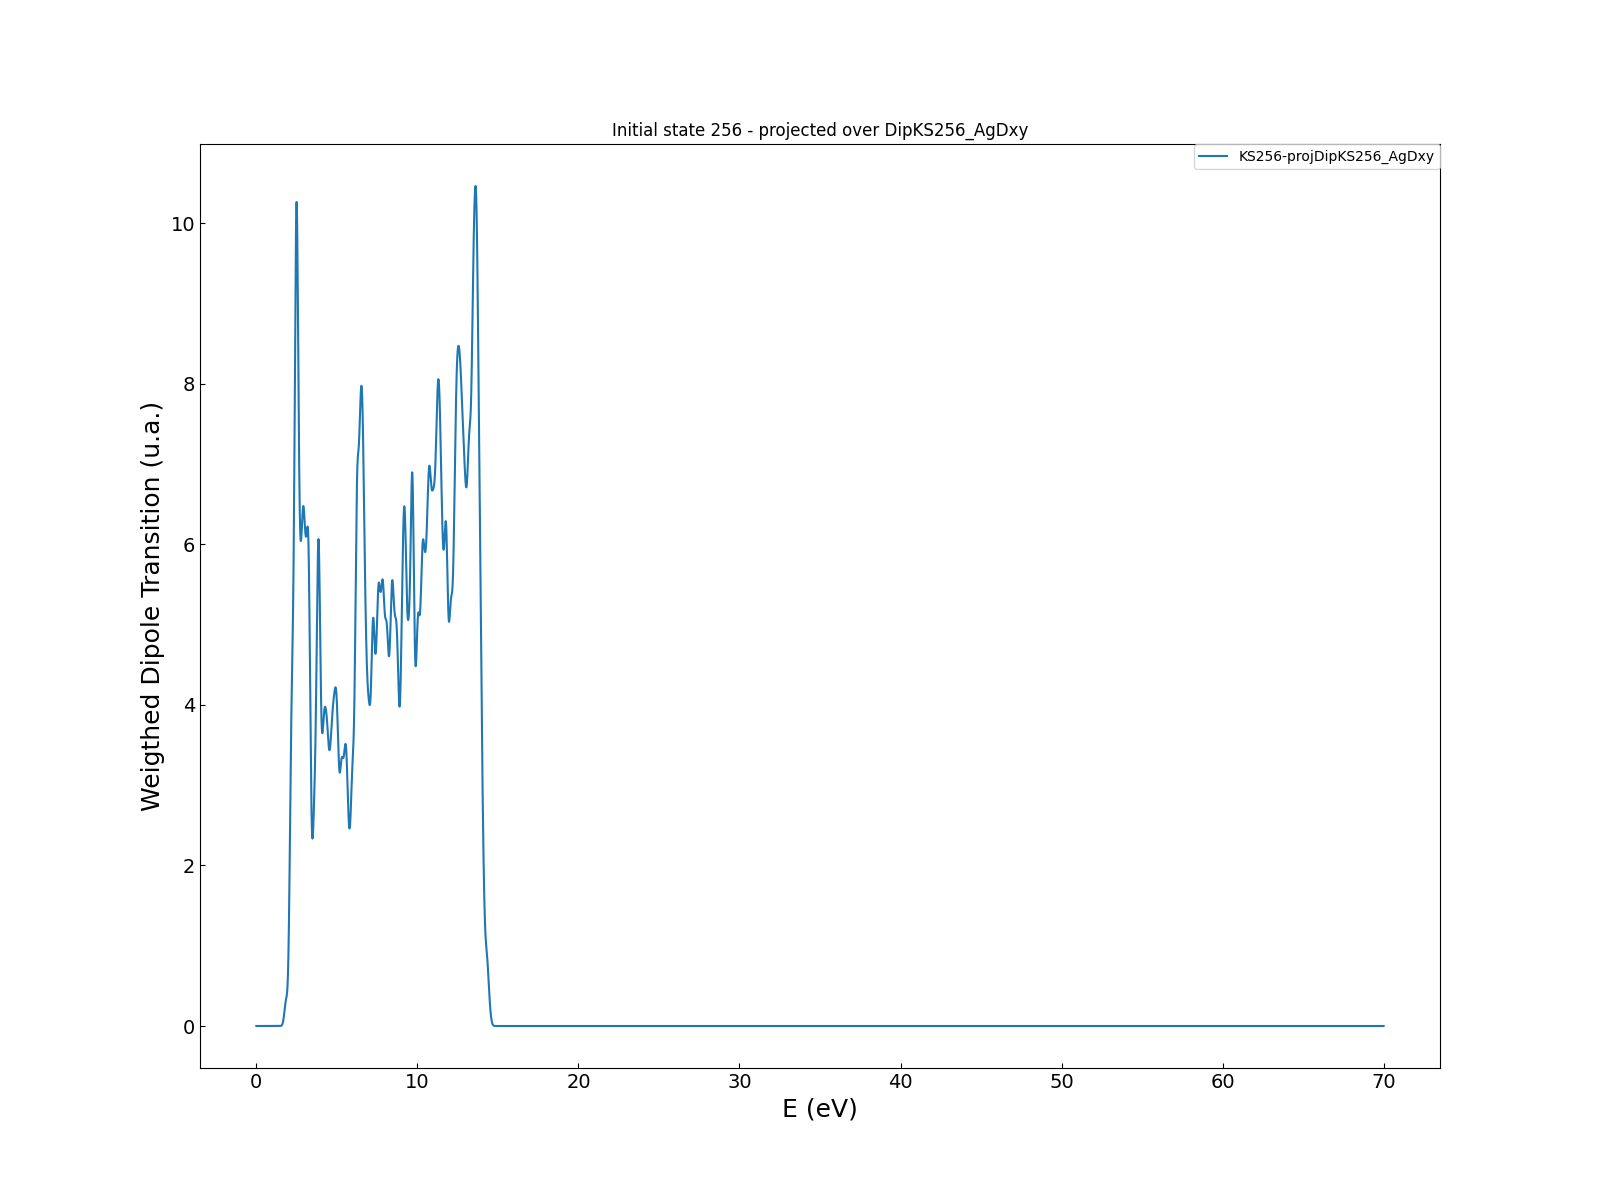 Initial state 256 - projected over DipKS256_AgDxy
KS256-projDipKS256_AgDxy
Weigthed Dipole Transition (u.a.)
10
8
6
4
2
0
0 10 20 30 40 50 60 70
E (eV)